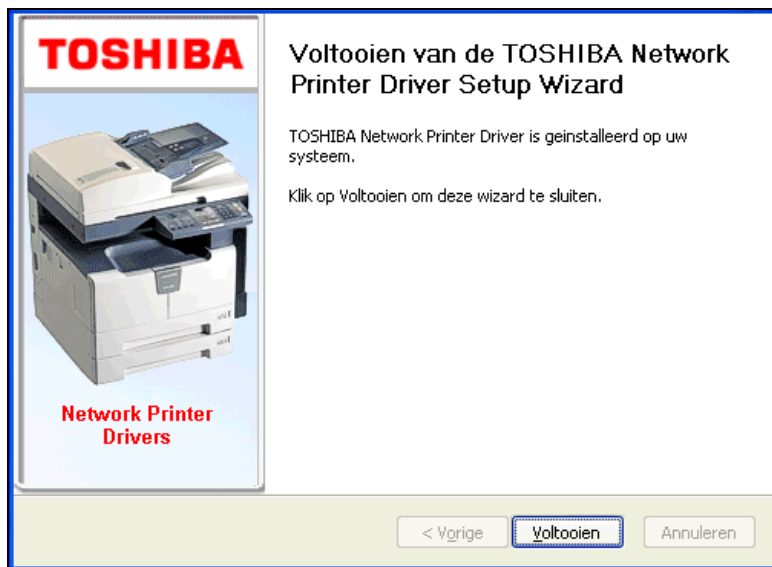 TOSHIBA
Network Printer
Drivers
Voltooien van de TOSHIBA Network
Printer Driver Setup Wizard
TOSHIBA Network Printer Driver is geinstalleerd op uw
systeem.
Klik op Voltooien om deze wizard te sluiten.
< Vorige
Voltooien
Annuleren